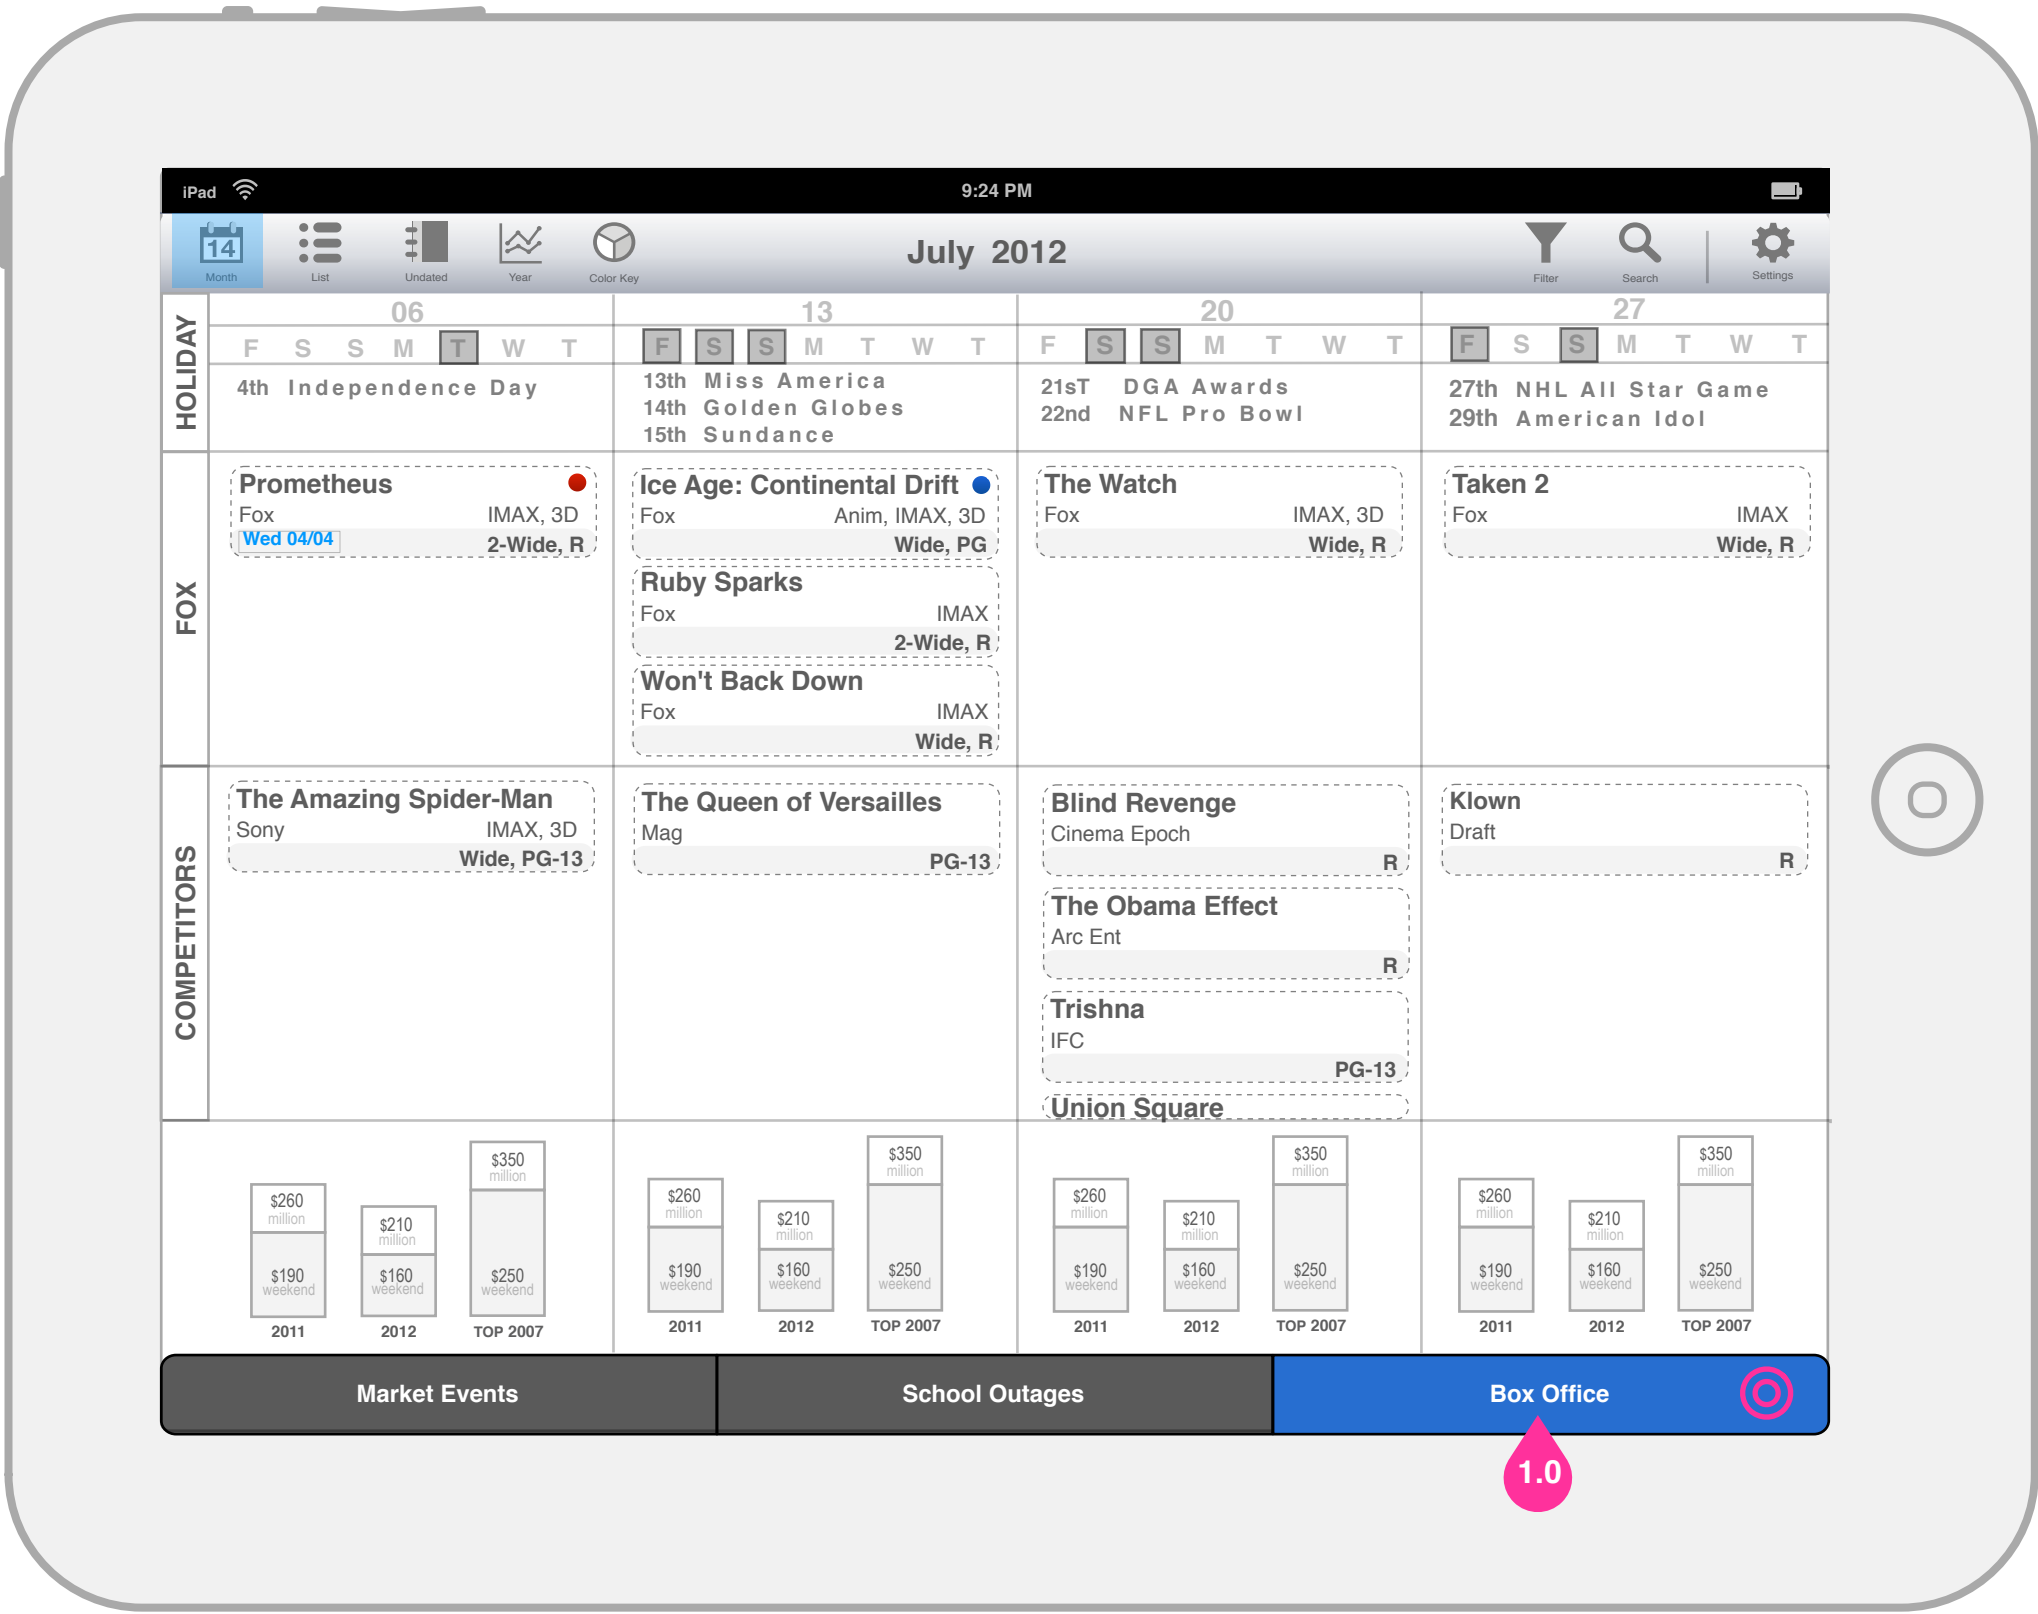 iPad
9:24 PM
14
Month
List
Undated
Year
Color Key
July 2012
Filter
Search
Settings
HOLIDAY
06
F S S M T W T
4th Independence Day
13
F S S M T W T
13th Miss America
14th Golden Globes
15th Sundance
20
F S S M T W T
21sT DGA Awards
22nd NFL Pro Bowl
27
F S S M T W T
27th NHL All Star Game
29th American Idol
FOX
Prometheus
Fox IMAX, 3D
Wed 04/04 2-Wide, R
Ice Age: Continental Drift
Fox Anim, IMAX, 3D
Wide, PG
Ruby Sparks
Fox IMAX
2-Wide, R
Won't Back Down
Fox IMAX
Wide, R
The Watch
Fox IMAX, 3D
Wide, R
Taken 2
Fox IMAX
Wide, R
COMPETITORS
The Amazing Spider-Man
Sony IMAX, 3D
Wide, PG-13
The Queen of Versailles
Mag
PG-13
Blind Revenge
Cinema Epoch
R
The Obama Effect
Arc Ent
R
Trishna
IFC
PG-13
Union Square
Klown
Draft
R
$260
million
$190
weekend
2011
$210
million
$160
weekend
2012
$350
million
$250
weekend
TOP 2007
$260
million
$190
weekend
2011
$210
million
$160
weekend
2012
$350
million
$250
weekend
TOP 2007
$260
million
$190
weekend
2011
$210
million
$160
weekend
2012
$350
million
$250
weekend
TOP 2007
$260
million
$190
weekend
2011
$210
million
$160
weekend
2012
$350
million
$250
weekend
TOP 2007
Market Events
School Outages
Box Office
1.0